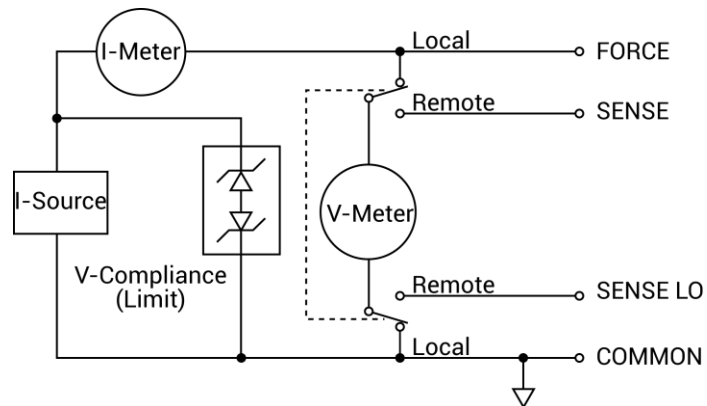 I-Meter
Local
FORCE
Remote
SENSE
I-Source
V-Meter
V-Compliance
(Limit)
Remote
SENSE LO
Local
COMMON